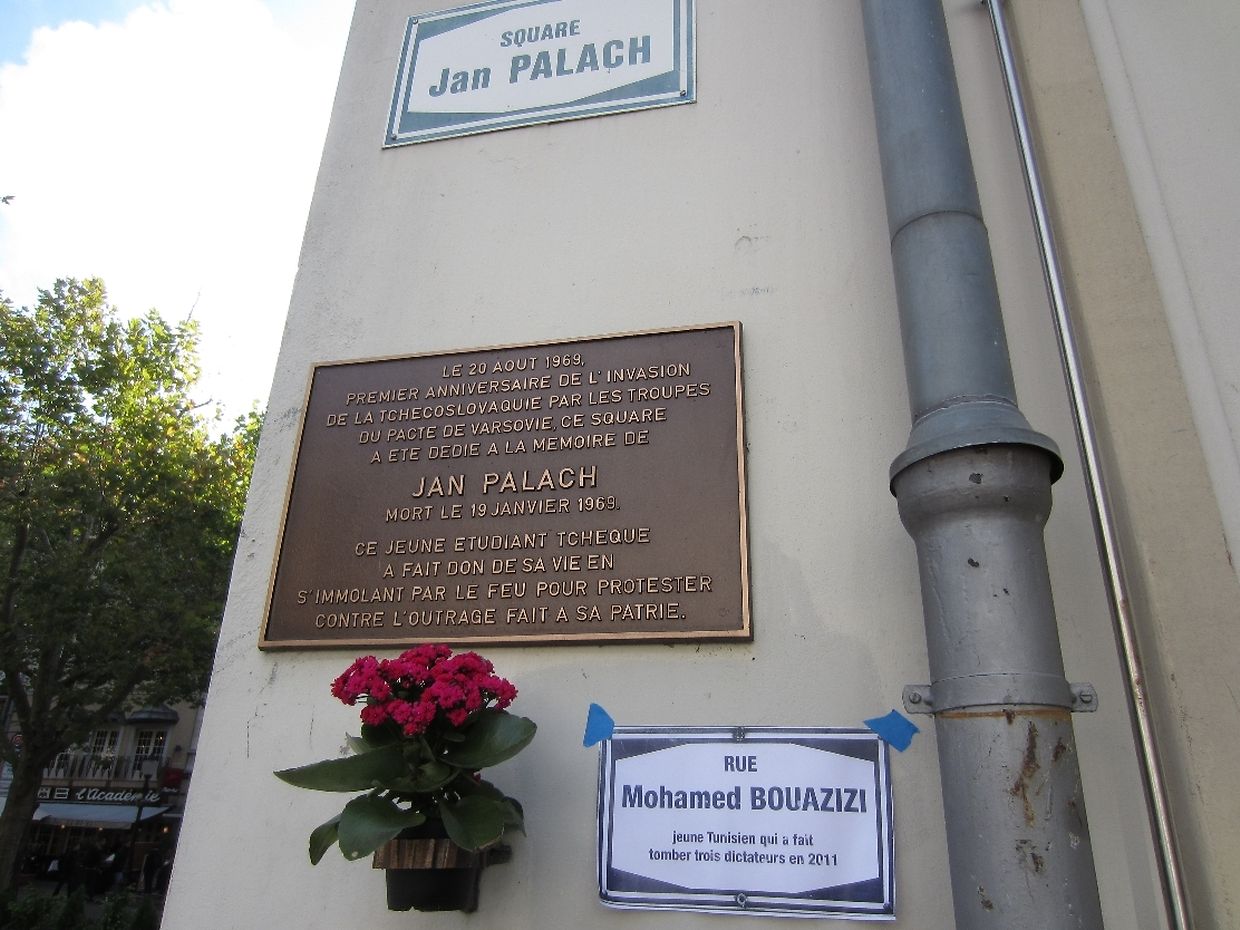 SQUARE
Jan PALACH
LE 20 AOUT 1969,
PREMIER ANNIVERSAIRE DE L'INVASION
DE LA TCHECOSLOVAQUIE PAR LES TROUPES
DU PACTE DE VARSOVIE, CE SQUARE
A ETE DEDIE A LA MEMOIRE DE
JAN PALACH
MORT LE 19 JANVIER 1969.
CE JEUNE ETUDIANT TCHEQUE
A FAIT DON DE SA VIE EN
S'IMMOLANT PAR LE FEU POUR PROTESTER
CONTRE L'OUTRAGE FAIT A SA PATRIE.
RUE
Mohamed BOUAZIZI
jeune Tunisien qui a fait
tomber trois dictateurs en 2011
l'Académie